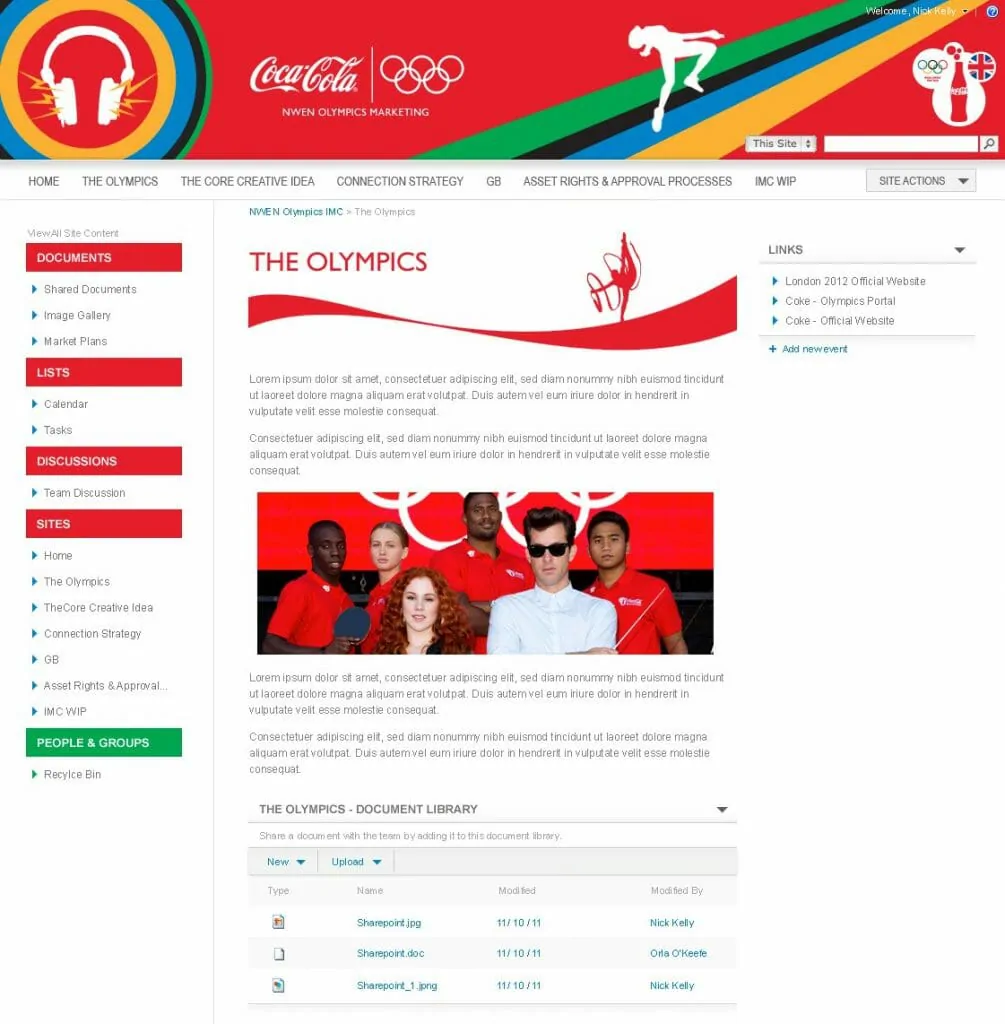 Welcome, Nick Kelly
Coca-Cola
NWEN OLYMPICS MARKETING
This Site
HOME THE OLYMPICS THE CORE CREATIVE IDEA CONNECTION STRATEGY GB ASSET RIGHTS & APPROVAL PROCESSES IMC WIP SITE ACTIONS
NWEN Olympics IMC > The Olympics
View All Site Content
DOCUMENTS
Shared Documents
Image Gallery
Market Plans
LISTS
Calendar
Tasks
DISCUSSIONS
Team Discussion
SITES
Home
The Olympics
TheCore Creative Idea
Connection Strategy
GB
Asset Rights & Approval...
IMC WIP
PEOPLE & GROUPS
Recylce Bin
THE OLYMPICS
Lorem ipsum dolor sit amet, consectetuer adipiscing elit, sed diam nonummy nibh euismod tincidunt
ut laoreet dolore magna aliquam erat volutpat. Duis autem vel eum iriure dolor in hendrerit in
vulputate velit esse molestie consequat.
Consectetuer adipiscing elit, sed diam nonummy nibh euismod tincidunt ut laoreet dolore magna
aliquam erat volutpat. Duis autem vel eum iriure dolor in hendrerit in vulputate velit esse molestie
consequat.
Lorem ipsum dolor sit amet, consectetuer adipiscing elit, sed diam nonummy nibh euismod tincidunt
ut laoreet dolore magna aliquam erat volutpat. Duis autem vel eum iriure dolor in hendrerit in
vulputate velit esse molestie consequat.
Consectetuer adipiscing elit, sed diam nonummy nibh euismod tincidunt ut laoreet dolore magna
aliquam erat volutpat. Duis autem vel eum iriure dolor in hendrerit in vulputate velit esse molestie
consequat.
THE OLYMPICS - DOCUMENT LIBRARY
Share a document with the team by adding it to this document library.
New Upload
Type Name Modified Modified By
Sharepoint.jpg 11/ 10 / 11 Nick Kelly
Sharepoint.doc 11/ 10 / 11 Orla O'Keefe
Sharepoint_1.jpng 11/ 10 / 11 Nick Kelly
LINKS
London 2012 Official Website
Coke - Olympics Portal
Coke - Official Website
+ Add new event